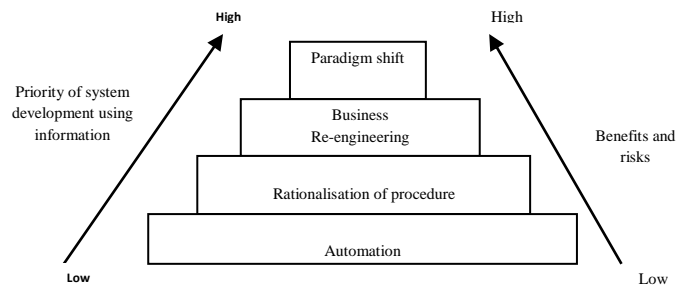 High
High
Paradigm shift
Priority of system
development using
information
Business
Re-engineering
Benefits and
risks
Rationalisation of procedure
Automation
Low
Low